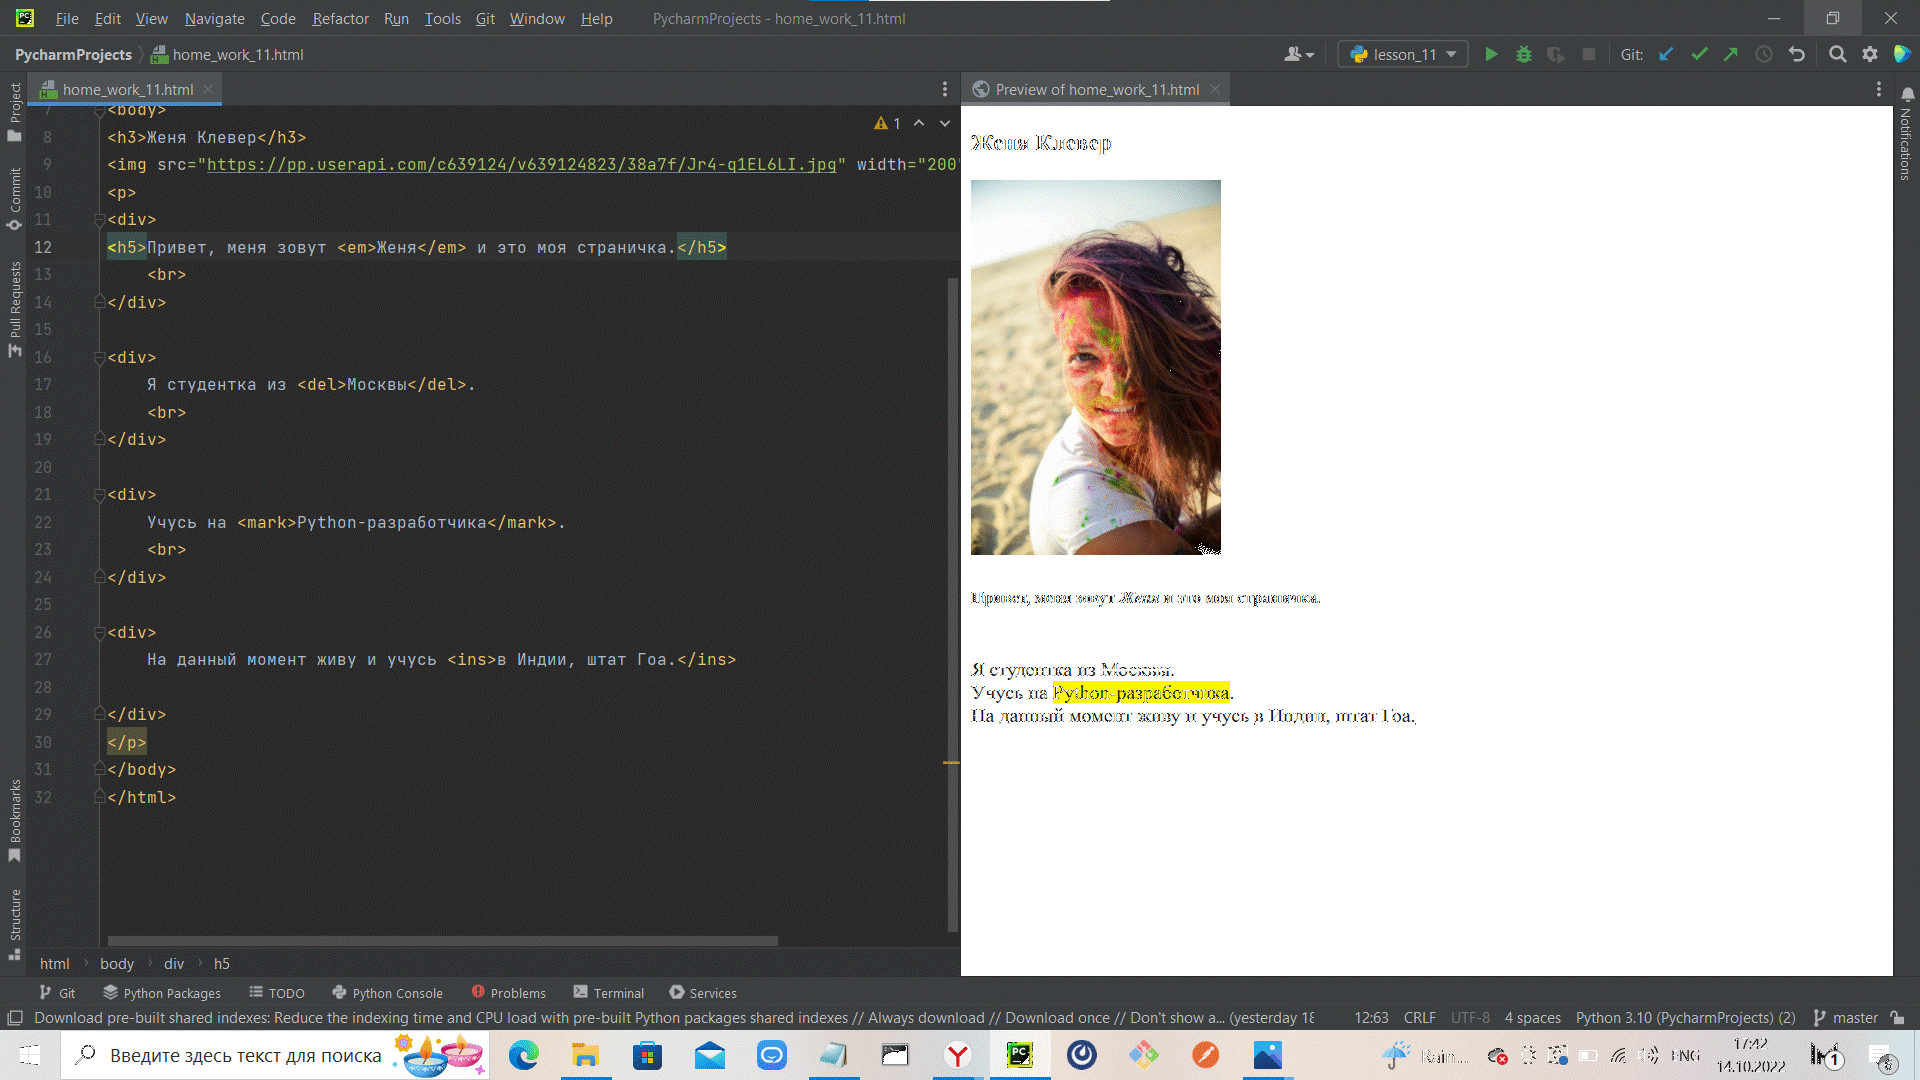 File Edit View Navigate Code Refactor Run Tools Git Window Help PycharmProjects - home_work_11.html
PycharmProjects home_work_11.html lesson_11 Git:
home_work_11.html
Preview of home_work_11.html
Project
Commit
Pull Requests
Bookmarks
Structure
Notifications
1
7 <body>
8 <h3>Женя Клевер</h3>
9 <img src="https://pp.userapi.com/c639124/v639124823/38a7f/Jr4-q1EL6LI.jpg" width="200"
10 <p>
11 <div>
12 <h5>Привет, меня зовут <em>Женя</em> и это моя страничка.</h5>
13 <br>
14 </div>
15
16 <div>
17 Я студентка из <del>Москвы</del>.
18 <br>
19 </div>
20
21 <div>
22 Учусь на <mark>Python-разработчика</mark>.
23 <br>
24 </div>
25
26 <div>
27 На данный момент живу и учусь <ins>в Индии, штат Гоа.</ins>
28
29 </div>
30 </p>
31 </body>
32 </html>
Женя Клевер
Привет, меня зовут Женя и это моя страничка.
Я студентка из Москвы.
Учусь на Python-разработчика.
На данный момент живу и учусь в Индии, штат Гоа.
html body div h5
Git Python Packages TODO Python Console Problems Terminal Services
Download pre-built shared indexes: Reduce the indexing time and CPU load with pre-built Python packages shared indexes // Always download // Download once // Don't show a... (yesterday 18 12:63 CRLF UTF-8 4 spaces Python 3.10 (PycharmProjects) (2) master
Введите здесь текст для поиска
PC
Rain...
ENG
17:42
14.10.2022
1